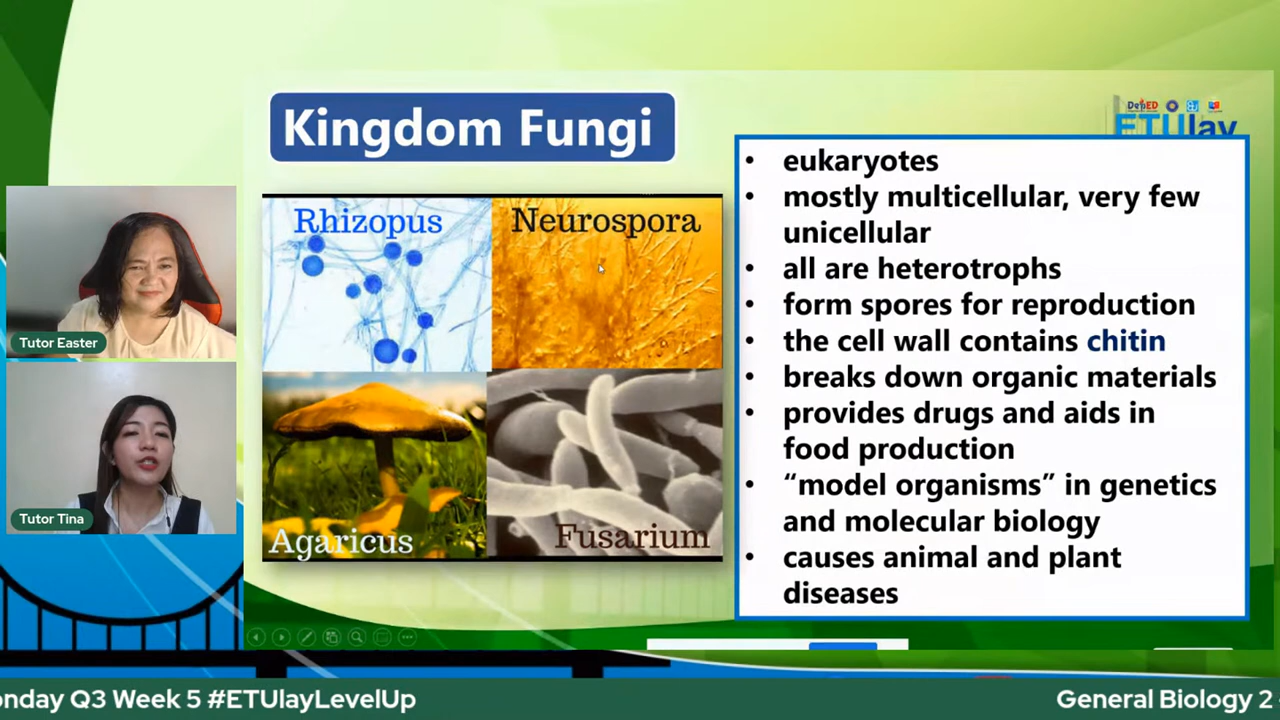 Kingdom Fungi
DepED
ETUlay
Rhizopus
Neurospora
Agaricus
Fusarium
• eukaryotes
• mostly multicellular, very few
unicellular
• all are heterotrophs
• form spores for reproduction
• the cell wall contains chitin
• breaks down organic materials
• provides drugs and aids in
food production
• “model organisms” in genetics
and molecular biology
• causes animal and plant
diseases
Tutor Easter
Tutor Tina
onday Q3 Week 5 #ETUlayLevelUp
General Biology 2